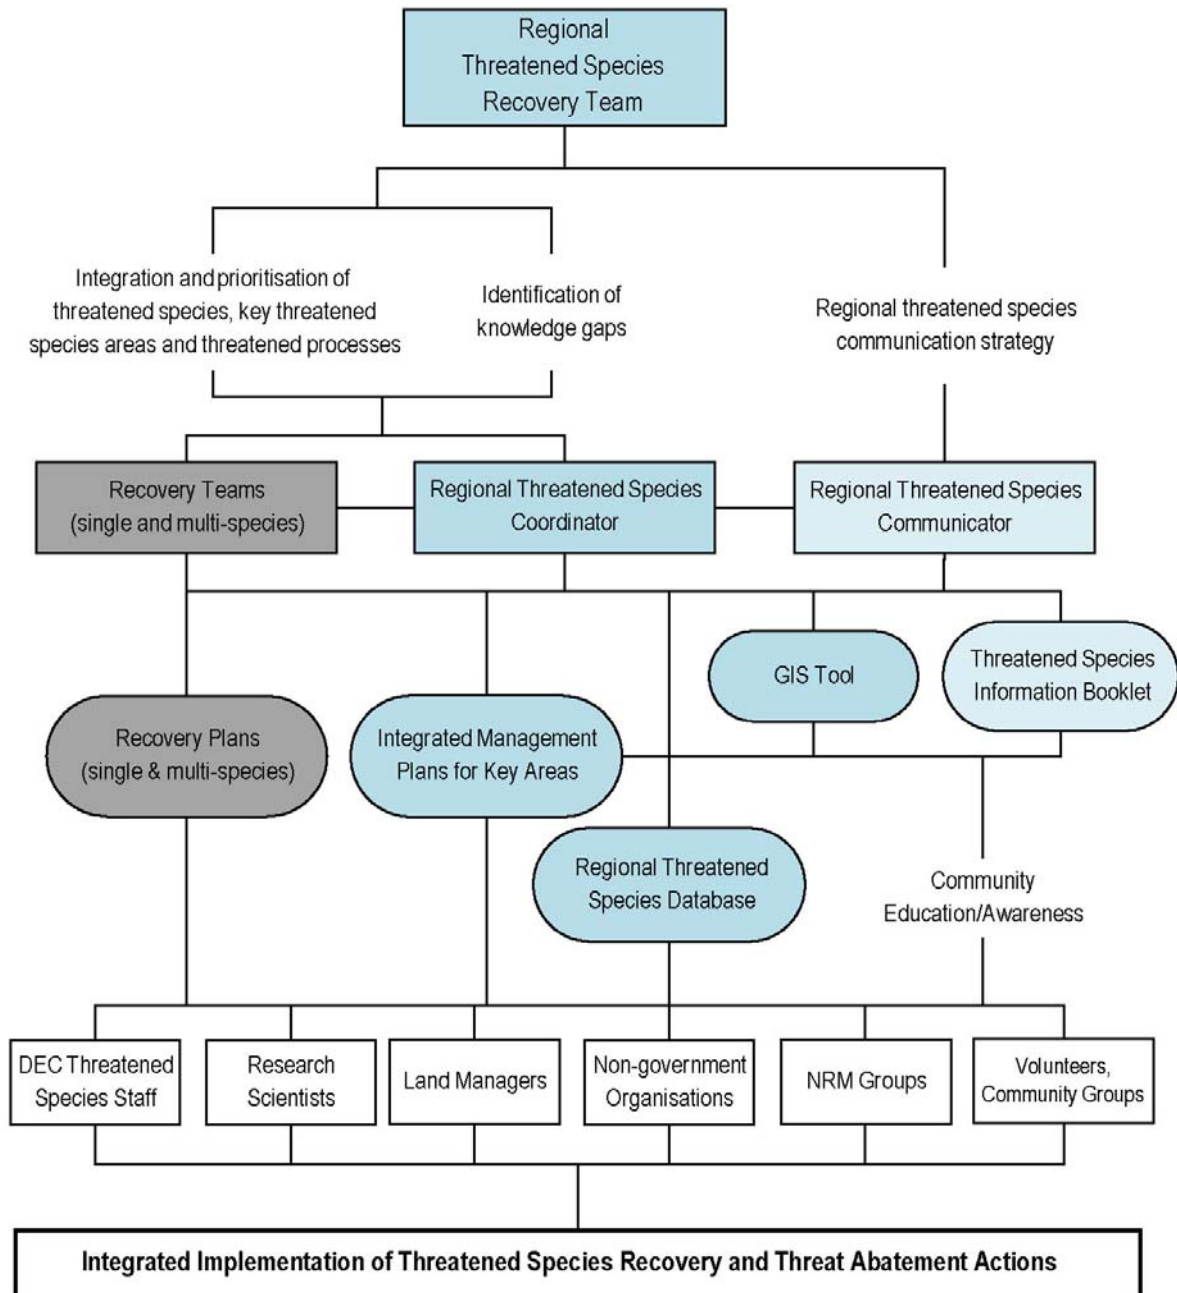 Regional
Threatened Species
Recovery Team
Integration and prioritisation of
threatened species, key threatened
species areas and threatened processes
Identification of
knowledge gaps
Regional threatened species
communication strategy
Recovery Teams
(single and multi-species)
Regional Threatened Species
Coordinator
Regional Threatened Species
Communicator
GIS Tool
Threatened Species
Information Booklet
Recovery Plans
(single & multi-species)
Integrated Management
Plans for Key Areas
Regional Threatened
Species Database
Community
Education/Awareness
DEC Threatened
Species Staff
Research
Scientists
Land Managers
Non-government
Organisations
NRM Groups
Volunteers,
Community Groups
Integrated Implementation of Threatened Species Recovery and Threat Abatement Actions